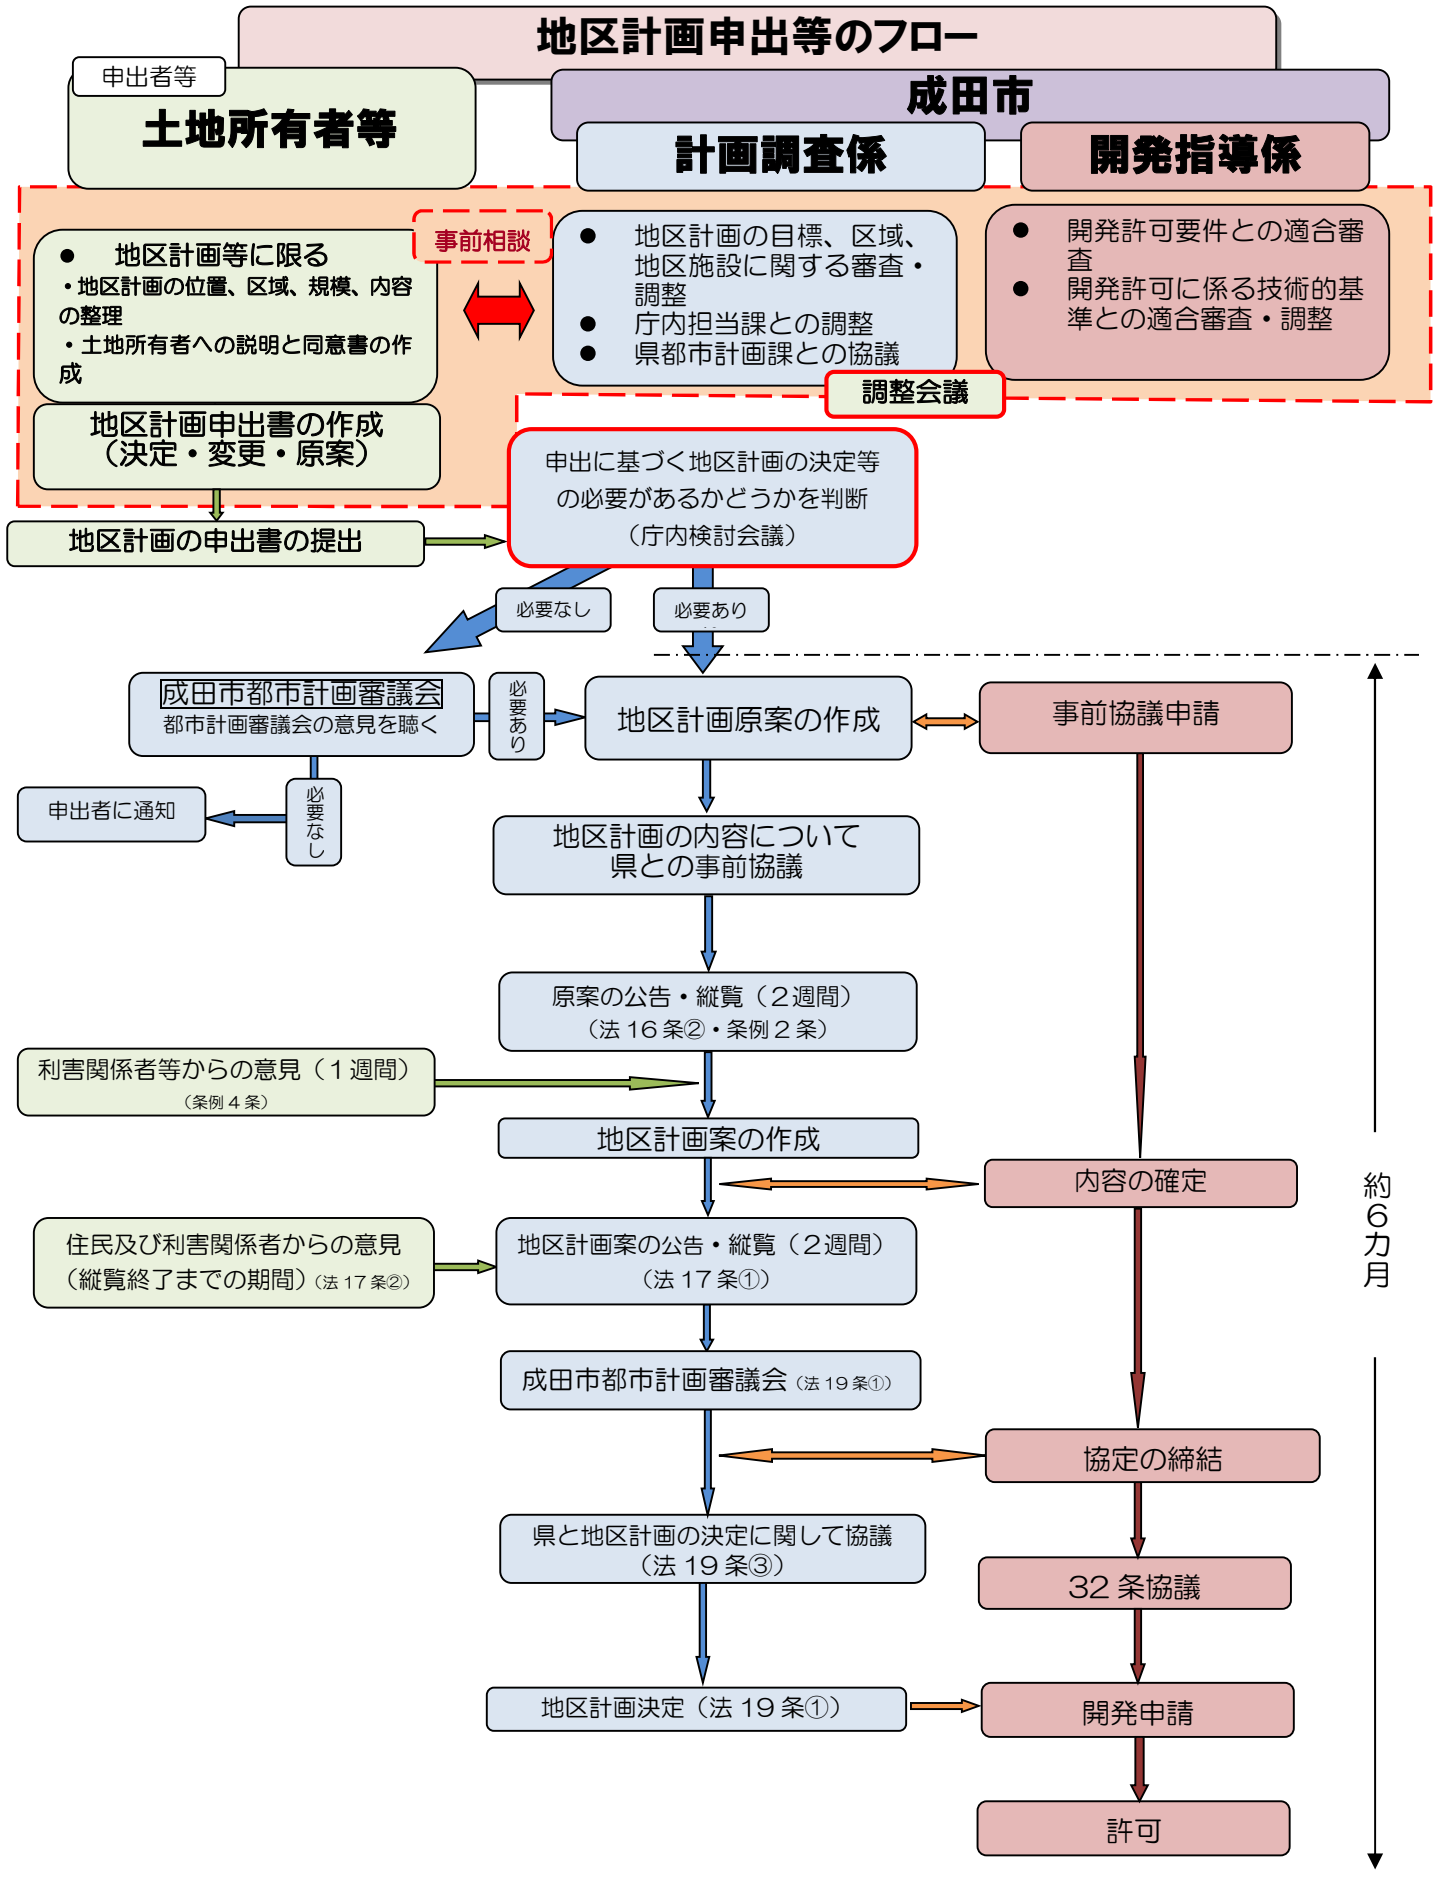 地区計画申出等のフロー
申出者等
土地所有者等
成田市
計画調査係
開発指導係
事前相談
● 地区計画等に限る
・地区計画の位置、区域、規模、内容
の整理
・土地所有者への説明と同意書の作
成
● 地区計画の目標、区域、
地区施設に関する審査・
調整
● 庁内担当課との調整
● 県都市計画課との協議
● 開発許可要件との適合審
査
● 開発許可に係る技術的基
準との適合審査・調整
調整会議
地区計画申出書の作成
（決定・変更・原案）
申出に基づく地区計画の決定等
の必要があるかどうかを判断
（庁内検討会議）
地区計画の申出書の提出
必要なし
必要あり
成田市都市計画審議会
都市計画審議会の意見を聴く
必要あり
地区計画原案の作成
事前協議申請
申出者に通知
必要なし
地区計画の内容について
県との事前協議
原案の公告・縦覧（２週間）
（法 16 条②・条例 2 条）
利害関係者等からの意見（１週間）
（条例 4 条）
地区計画案の作成
内容の確定
約６カ月
住民及び利害関係者からの意見
（縦覧終了までの期間）（法 17 条②）
地区計画案の公告・縦覧（２週間）
（法 17 条①）
成田市都市計画審議会（法 19 条①）
協定の締結
県と地区計画の決定に関して協議
（法 19 条③）
32 条協議
地区計画決定（法 19 条①）
開発申請
許可